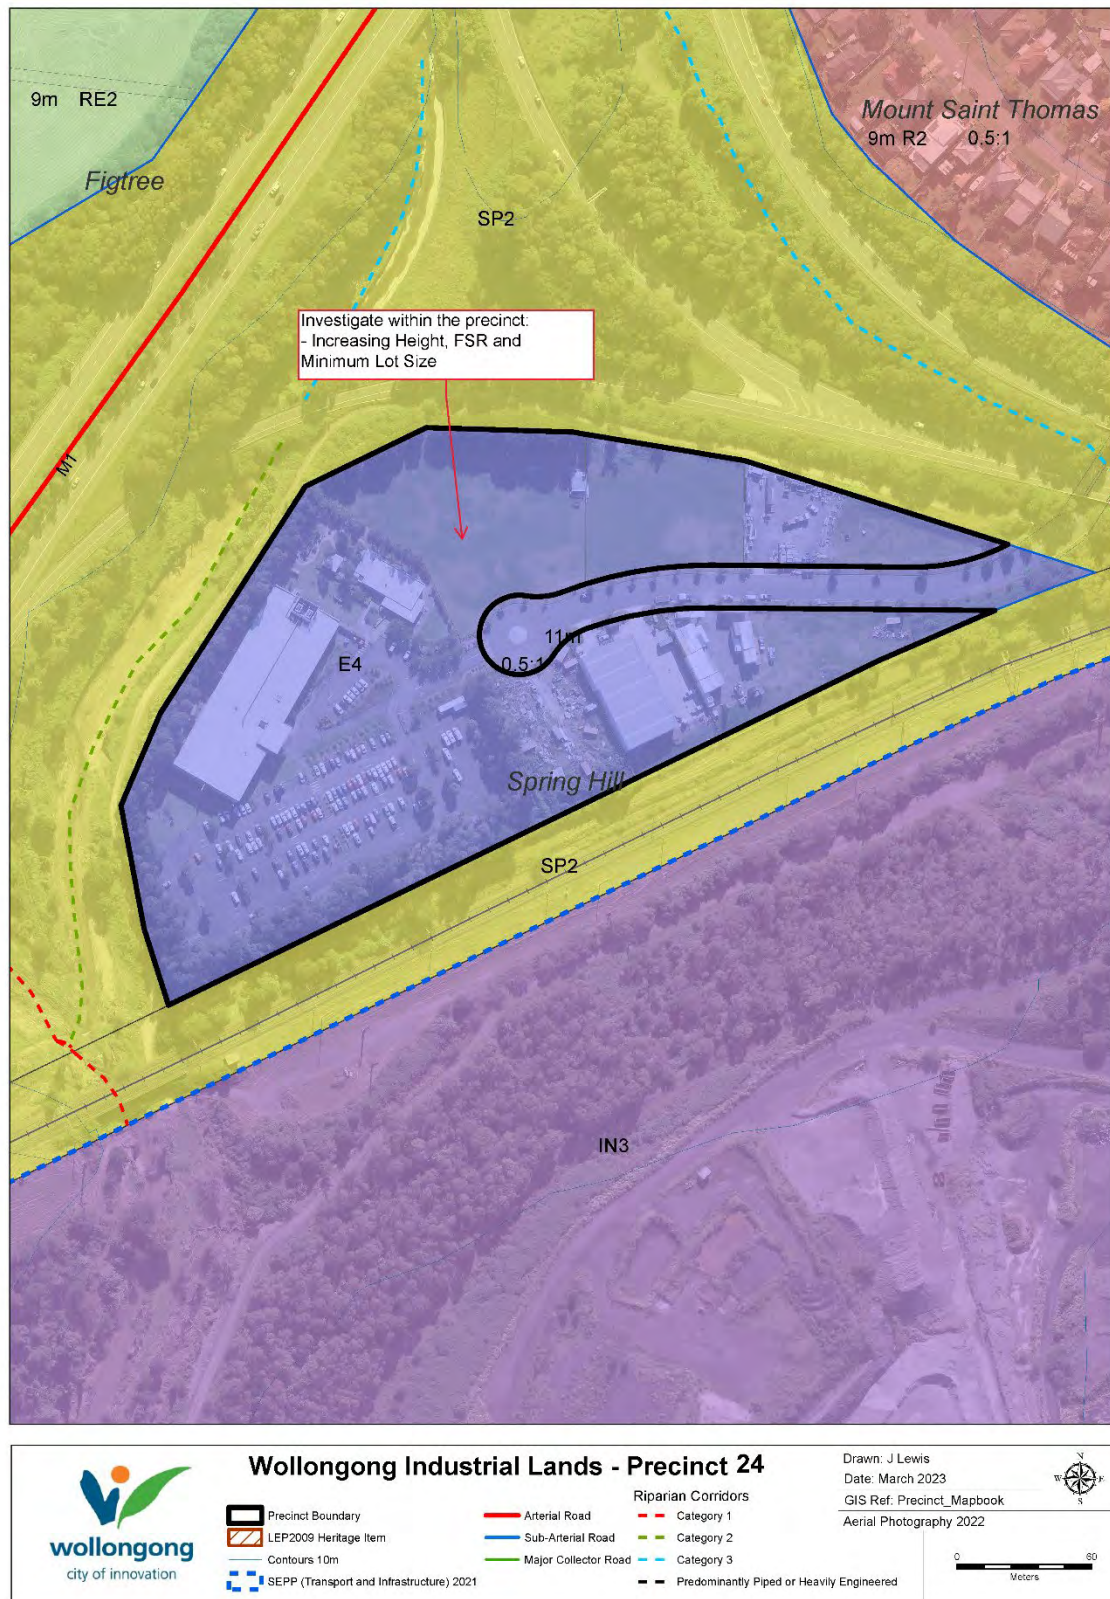 9m RE2
Mount Saint Thomas
9m R2 0.5:1
Figtree
SP2
Investigate within the precinct:
- Increasing Height, FSR and
Minimum Lot Size
M1
11m
E4
0.5:1
Spring Hill
SP2
IN3
Wollongong Industrial Lands - Precinct 24
Drawn: J Lewis
Date: March 2023
GIS Ref: Precinct_Mapbook
Aerial Photography 2022
N
W E
S
Riparian Corridors
Precinct Boundary
LEP2009 Heritage Item
Contours 10m
SEPP (Transport and Infrastructure) 2021
Arterial Road
Sub-Arterial Road
Major Collector Road
Category 1
Category 2
Category 3
Predominantly Piped or Heavily Engineered
wollongong
city of innovation
0 60
Meters